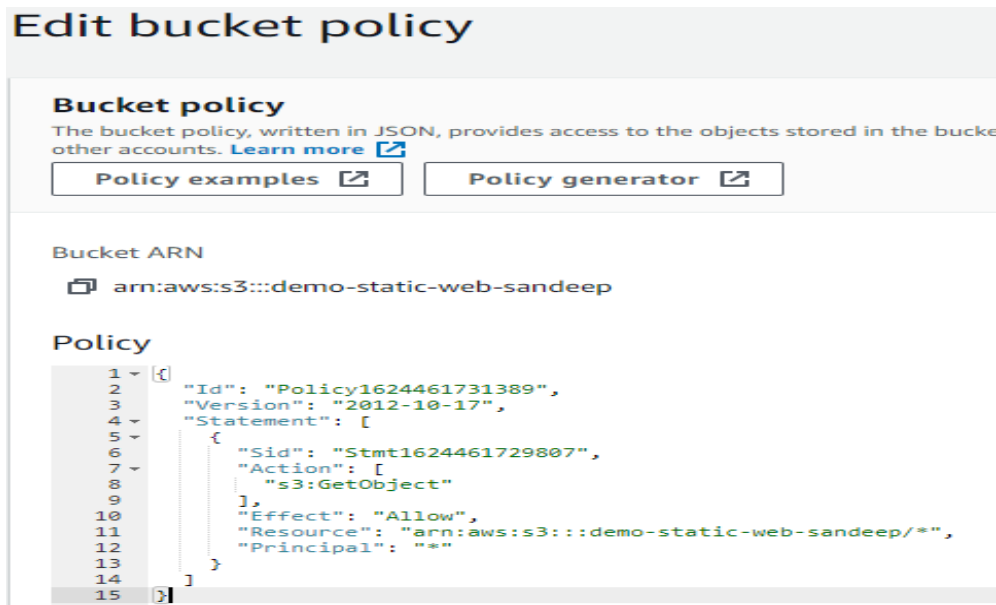 Edit bucket policy
Bucket policy
The bucket policy, written in JSON, provides access to the objects stored in the bucke
other accounts. Learn more
Policy examples
Policy generator
Bucket ARN
arn:aws:s3:::demo-static-web-sandeep
Policy
1 {
2 "Id": "Policy1624461731389",
3 "Version": "2012-10-17",
4 "Statement": [
5 {
6 "Sid": "Stmt1624461729807",
7 "Action": [
8 "s3:GetObject"
9 ],
10 "Effect": "Allow",
11 "Resource": "arn:aws:s3:::demo-static-web-sandeep/*",
12 "Principal": "*"
13 }
14 ]
15 }